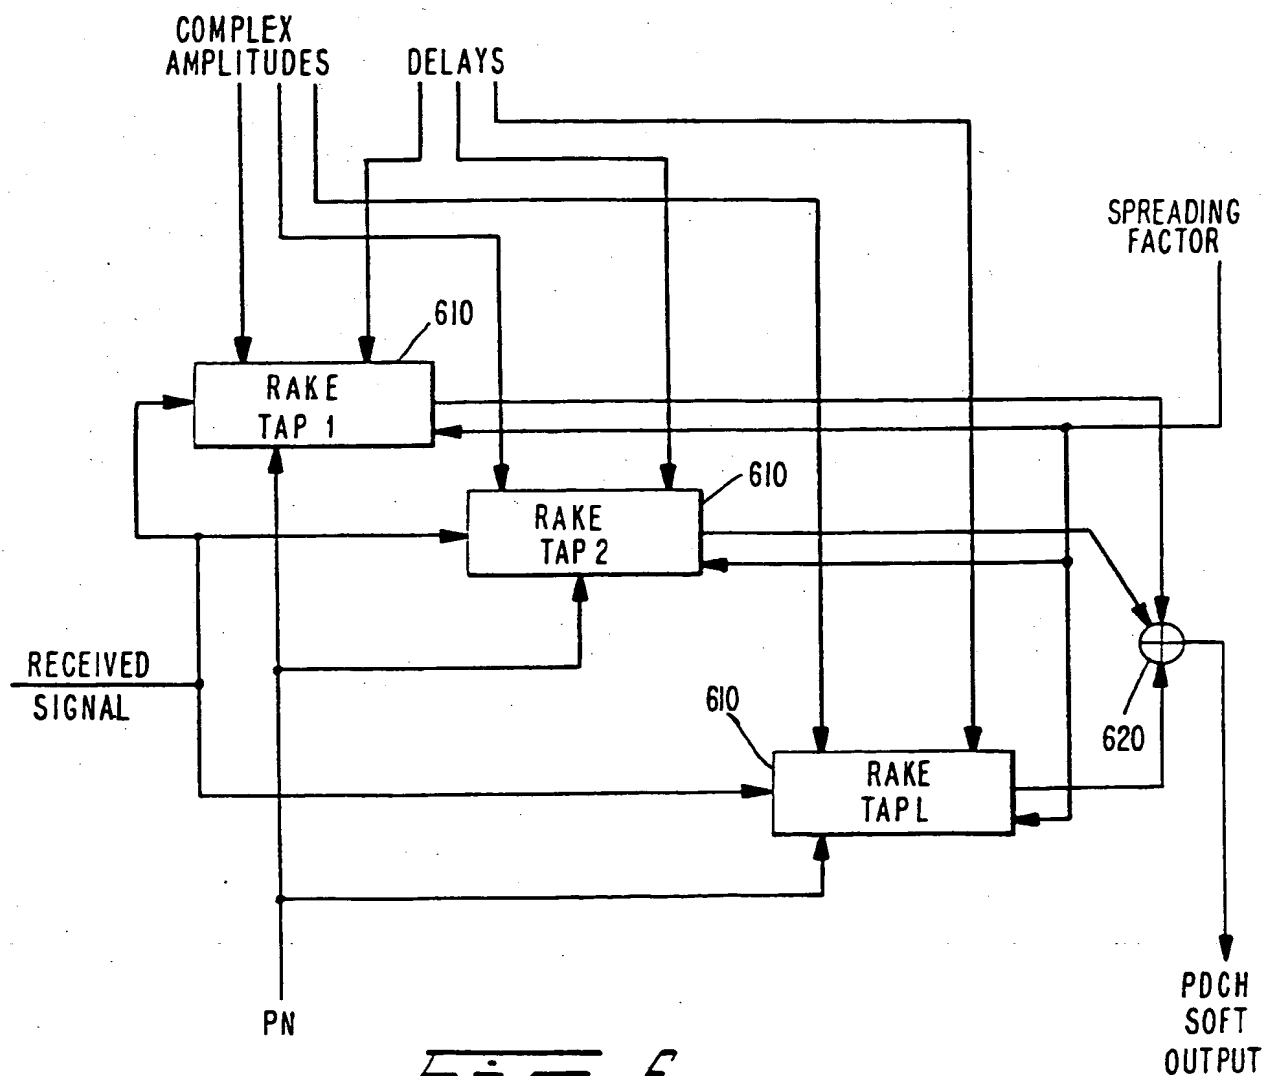 COMPLEX
AMPLITUDES
DELAYS
SPREADING
FACTOR
610
RAKE
TAP 1
610
RAKE
TAP 2
RECEIVED
SIGNAL
610
620
RAKE
TAP L
PN
PDCH
SOFT
OUTPUT